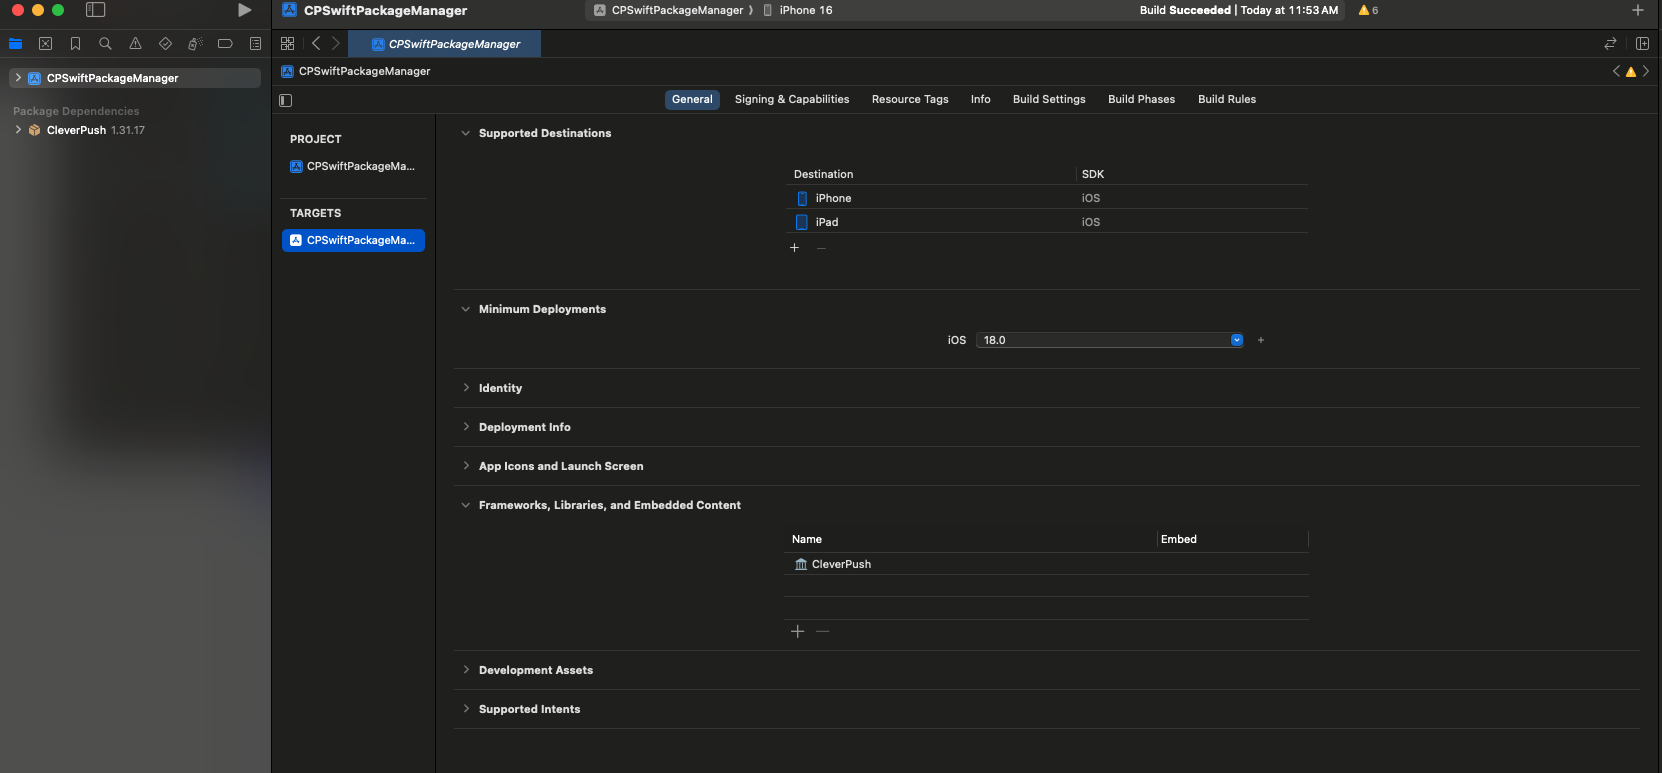 CPSwiftPackageManager
CPSwiftPackageManager
iPhone 16
Build Succeeded | Today at 11:53 AM
6
CPSwiftPackageManager
CPSwiftPackageManager
CPSwiftPackageManager
Package Dependencies
CleverPush 1.31.17
General
Signing & Capabilities
Resource Tags
Info
Build Settings
Build Phases
Build Rules
PROJECT
CPSwiftPackageMa...
TARGETS
CPSwiftPackageMa...
Supported Destinations
Destination SDK
iPhone iOS
iPad iOS
Minimum Deployments
iOS 18.0
Identity
Deployment Info
App Icons and Launch Screen
Frameworks, Libraries, and Embedded Content
Name Embed
CleverPush
Development Assets
Supported Intents